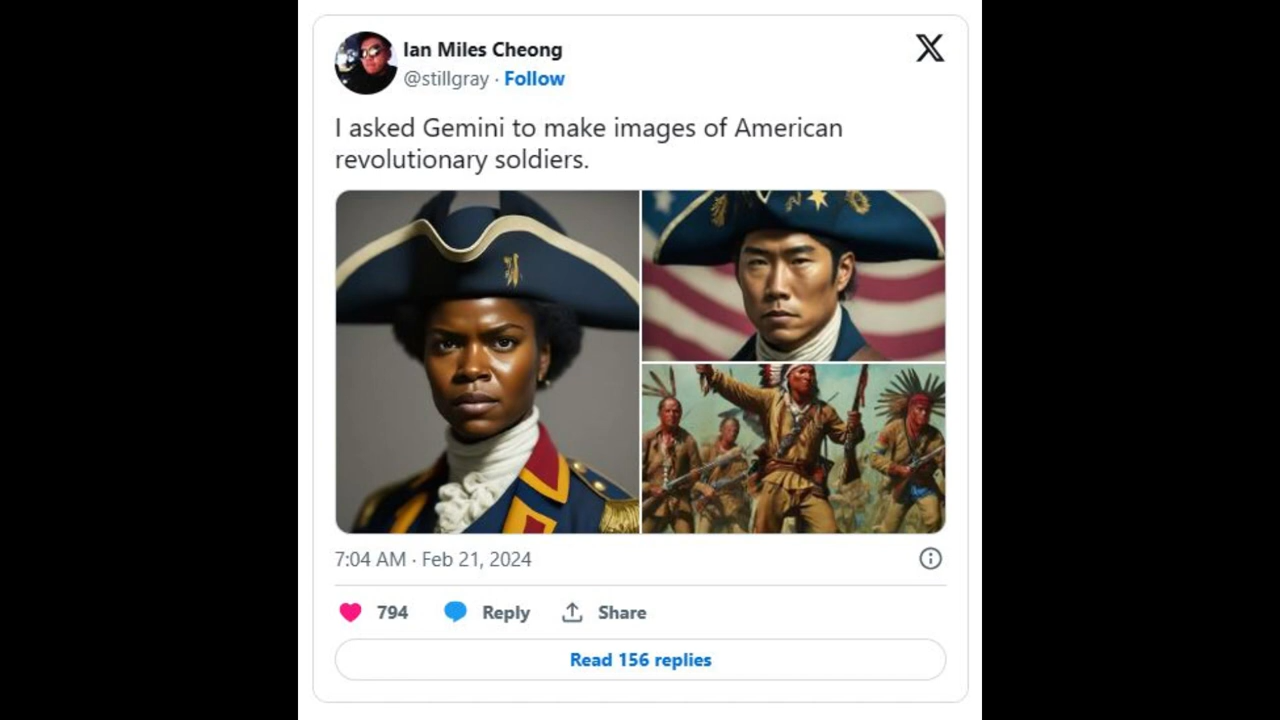 Ian Miles Cheong
@stillgray · Follow
I asked Gemini to make images of American
revolutionary soldiers.
7:04 AM · Feb 21, 2024
794 Reply Share
Read 156 replies